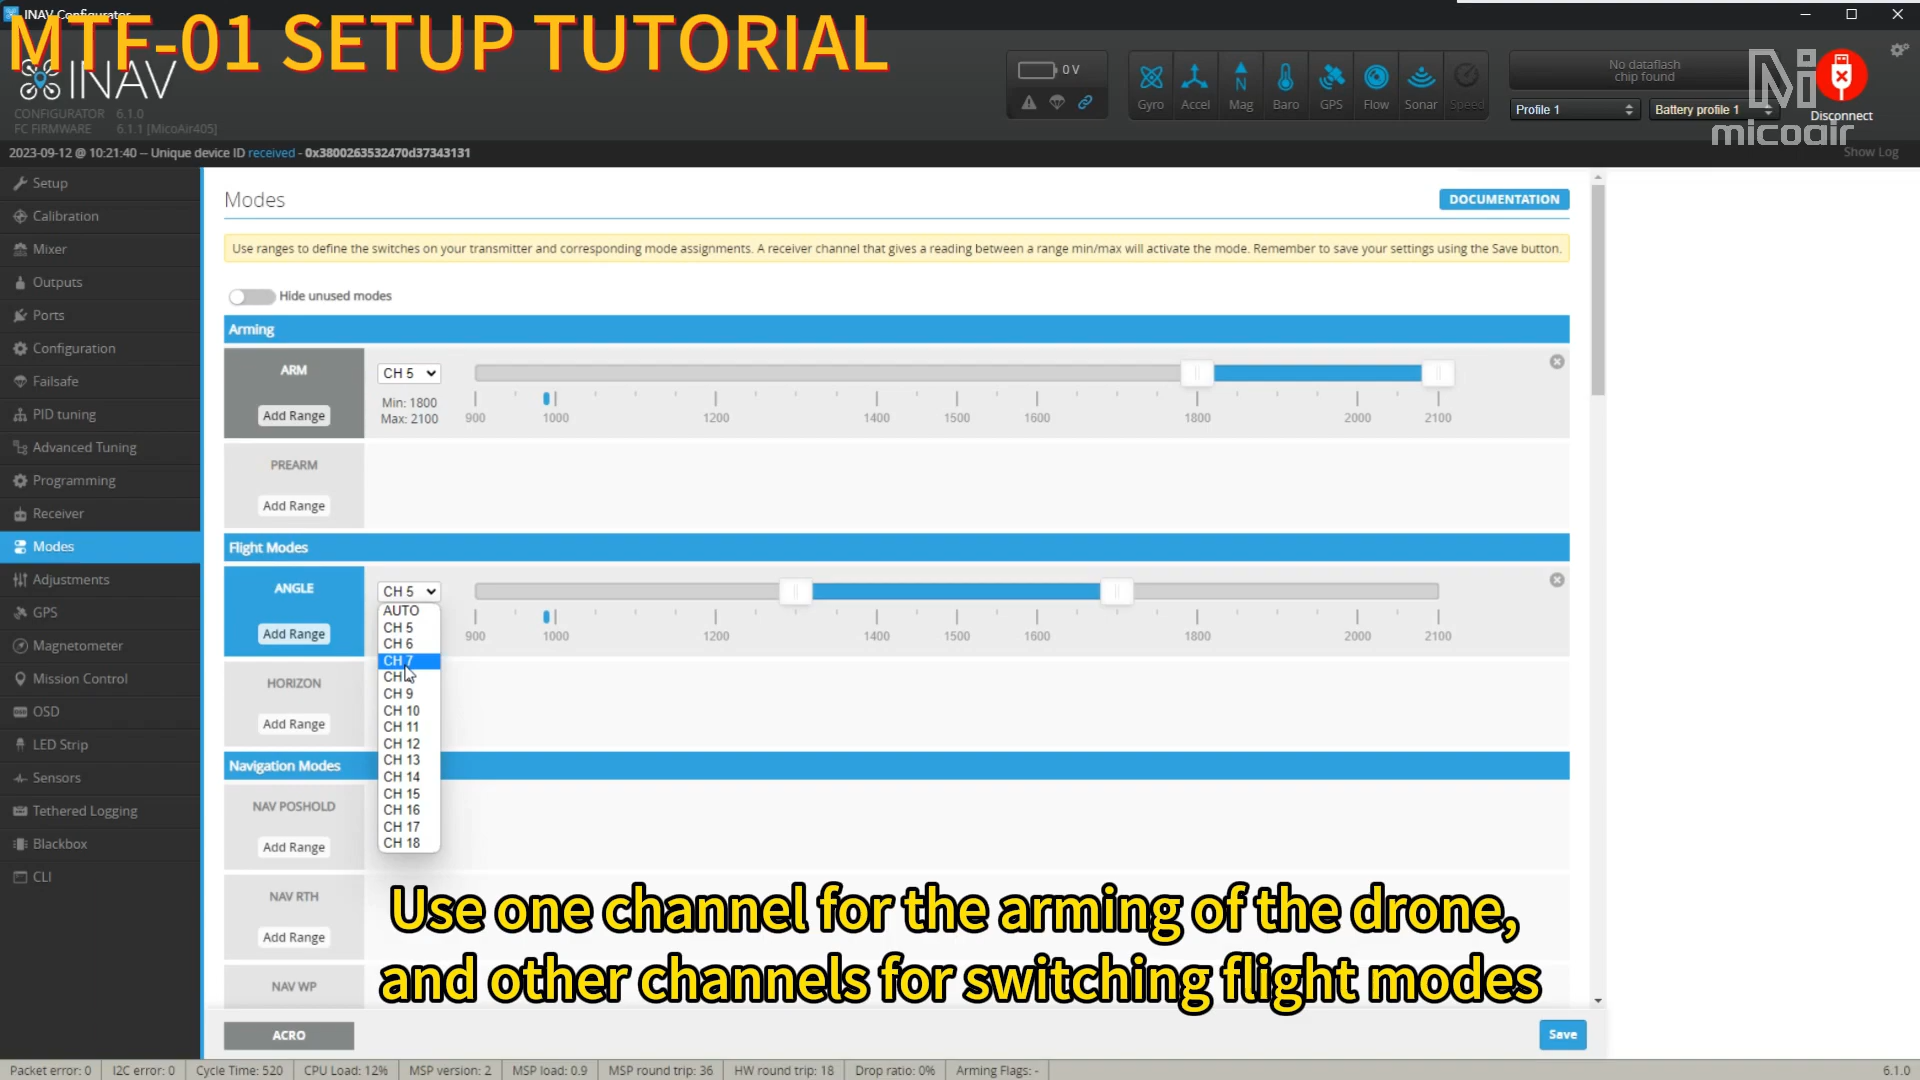 INAV Configurator
MTF-01 SETUP TUTORIAL
INAV
CONFIGURATOR 6.1.0
FC FIRMWARE 6.1.1 [MicoAir405]
0 V
Gyro
Accel
Mag
Baro
GPS
Flow
Sonar
Speed
No dataflash
chip found
Profile 1
Battery profile 1
micoair
Disconnect
2023-09-12 @ 10:21:40 -- Unique device ID received - 0x3800263532470d37343131
Show Log
Setup
Calibration
Mixer
Outputs
Ports
Configuration
Failsafe
PID tuning
Advanced Tuning
Programming
Receiver
Modes
Adjustments
GPS
Magnetometer
Mission Control
OSD
LED Strip
Sensors
Tethered Logging
Blackbox
CLI
Modes
DOCUMENTATION
Use ranges to define the switches on your transmitter and corresponding mode assignments. A receiver channel that gives a reading between a range min/max will activate the mode. Remember to save your settings using the Save button.
Hide unused modes
Arming
ARM
Add Range
CH 5
Min: 1800
Max: 2100
900 1000 1200 1400 1500 1600 1800 2000 2100
PREARM
Add Range
Flight Modes
ANGLE
Add Range
CH 5
900 1000 1200 1400 1500 1600 1800 2000 2100
AUTO
CH 5
CH 6
CH 7
CH
CH 9
CH 10
CH 11
CH 12
CH 13
CH 14
CH 15
CH 16
CH 17
CH 18
HORIZON
Add Range
Navigation Modes
NAV POSHOLD
Add Range
NAV RTH
Add Range
NAV WP
Use one channel for the arming of the drone,
and other channels for switching flight modes
ACRO
Save
Packet error: 0 I2C error: 0 Cycle Time: 520 CPU Load: 12% MSP version: 2 MSP load: 0.9 MSP round trip: 36 HW round trip: 18 Drop ratio: 0% Arming Flags: - 6.1.0